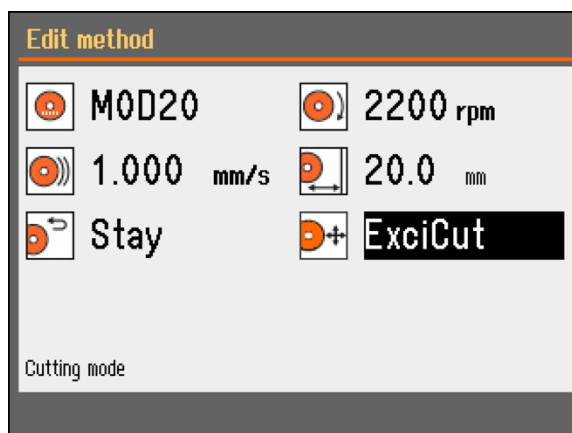 Edit method
M0D20 2200 rpm
1.000 mm/s 20.0 mm
Stay ExciCut
Cutting mode